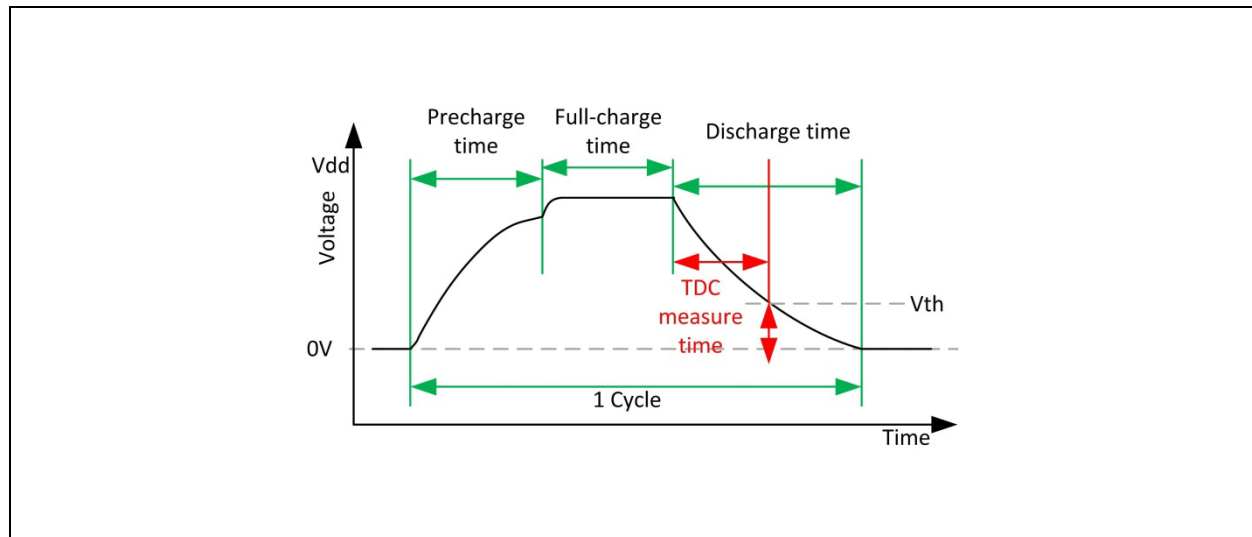 Precharge
time
Full-charge
time
Discharge time
Vdd
Voltage
TDC
measure
time
Vth
0V
1 Cycle
Time